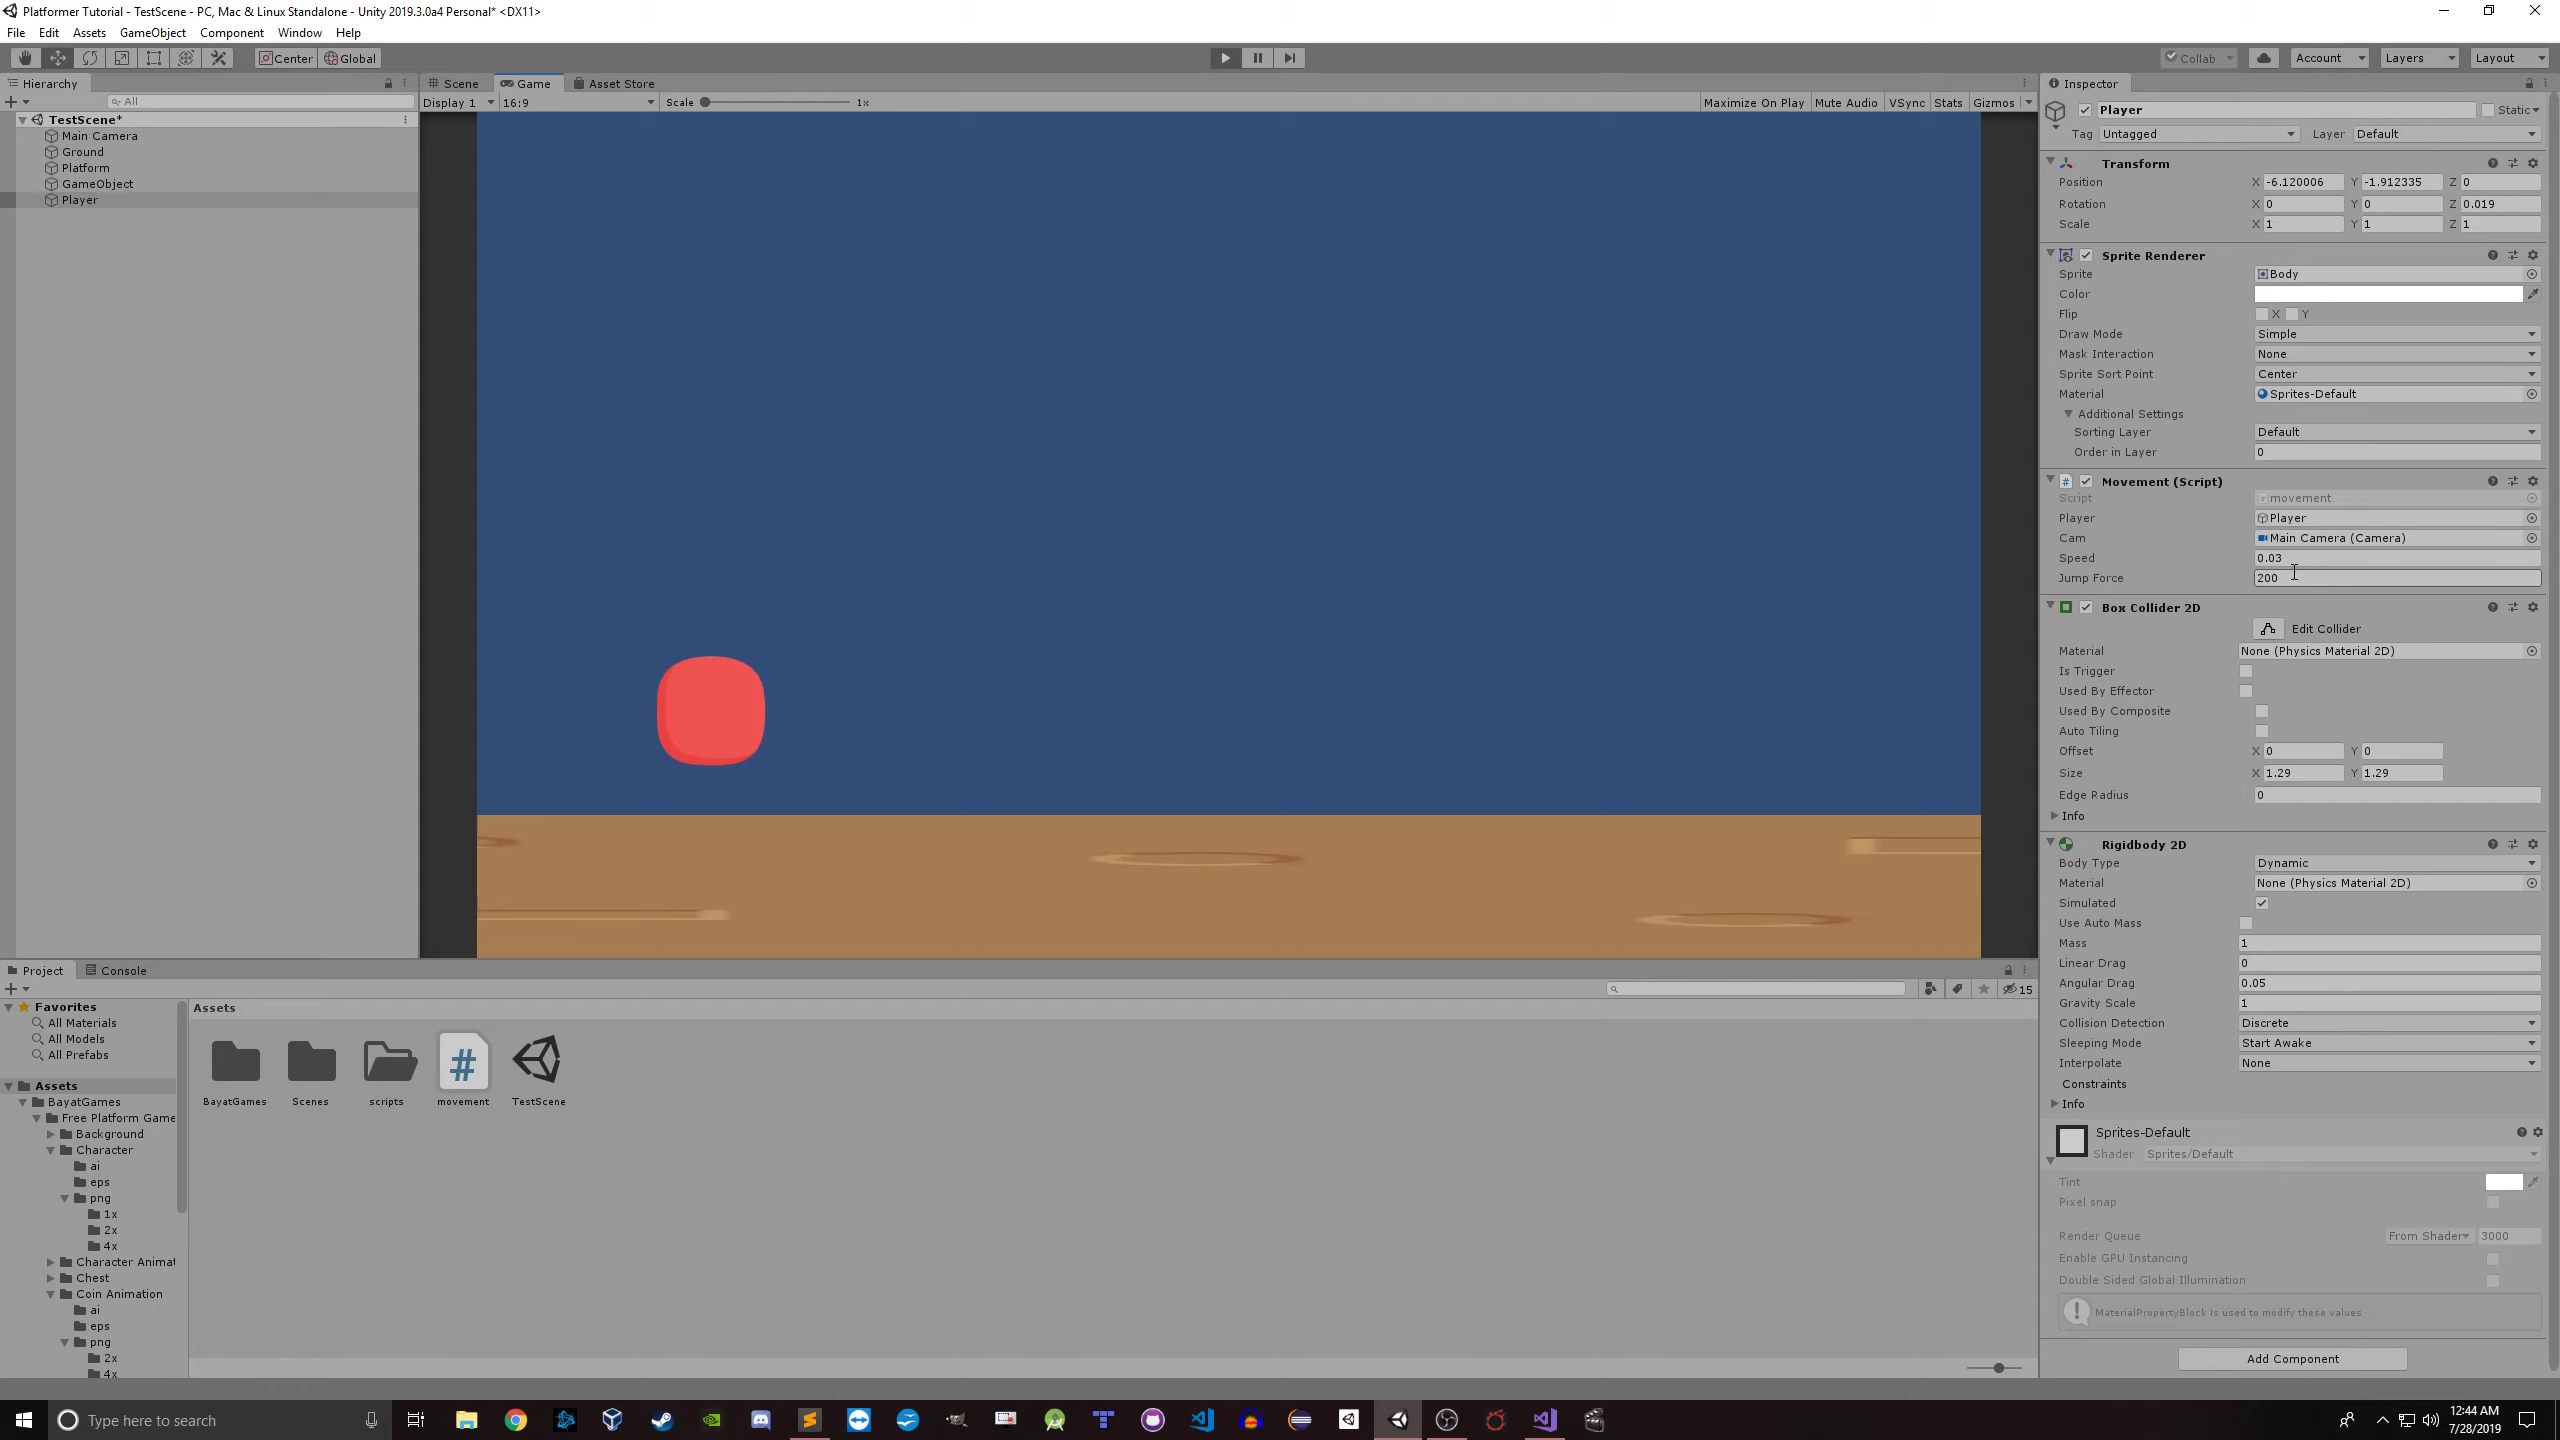 Platformer Tutorial - TestScene - PC, Mac & Linux Standalone - Unity 2019.3.0a4 Personal* <DX11>
File Edit Assets GameObject Component Window Help
Center Global
Collab Account Layers Layout
Hierarchy
All
TestScene*
Main Camera
Ground
Platform
GameObject
Player
Scene Game Asset Store
Display 1 16:9 Scale 1x Maximize On Play Mute Audio VSync Stats Gizmos
Inspector
Player Static
Tag Untagged Layer Default
Transform
Position X -6.120006 Y -1.912335 Z 0
Rotation X 0 Y 0 Z 0.019
Scale X 1 Y 1 Z 1
Sprite Renderer
Sprite Body
Color
Flip X Y
Draw Mode Simple
Mask Interaction None
Sprite Sort Point Center
Material Sprites-Default
Additional Settings
Sorting Layer Default
Order in Layer 0
# Movement (Script)
Script # movement
Player Player
Cam Main Camera (Camera)
Speed 0.03
Jump Force 200
Box Collider 2D
Edit Collider
Material None (Physics Material 2D)
Is Trigger
Used By Effector
Used By Composite
Auto Tiling
Offset X 0 Y 0
Size X 1.29 Y 1.29
Edge Radius 0
Info
Rigidbody 2D
Body Type Dynamic
Material None (Physics Material 2D)
Simulated
Use Auto Mass
Mass 1
Linear Drag 0
Angular Drag 0.05
Gravity Scale 1
Collision Detection Discrete
Sleeping Mode Start Awake
Interpolate None
Constraints
Info
Sprites-Default
Shader Sprites/Default
Tint
Pixel snap
Render Queue From Shader 3000
Enable GPU Instancing
Double Sided Global Illumination
MaterialPropertyBlock is used to modify these values
Add Component
Project Console
15
Favorites
All Materials
All Models
All Prefabs
Assets
BayatGames
Free Platform Game
Background
Character
ai
eps
png
1x
2x
4x
Character Animat
Chest
Coin Animation
ai
eps
png
2x
4x
Assets
#
BayatGames Scenes scripts movement TestScene
Type here to search
12:44 AM
7/28/2019